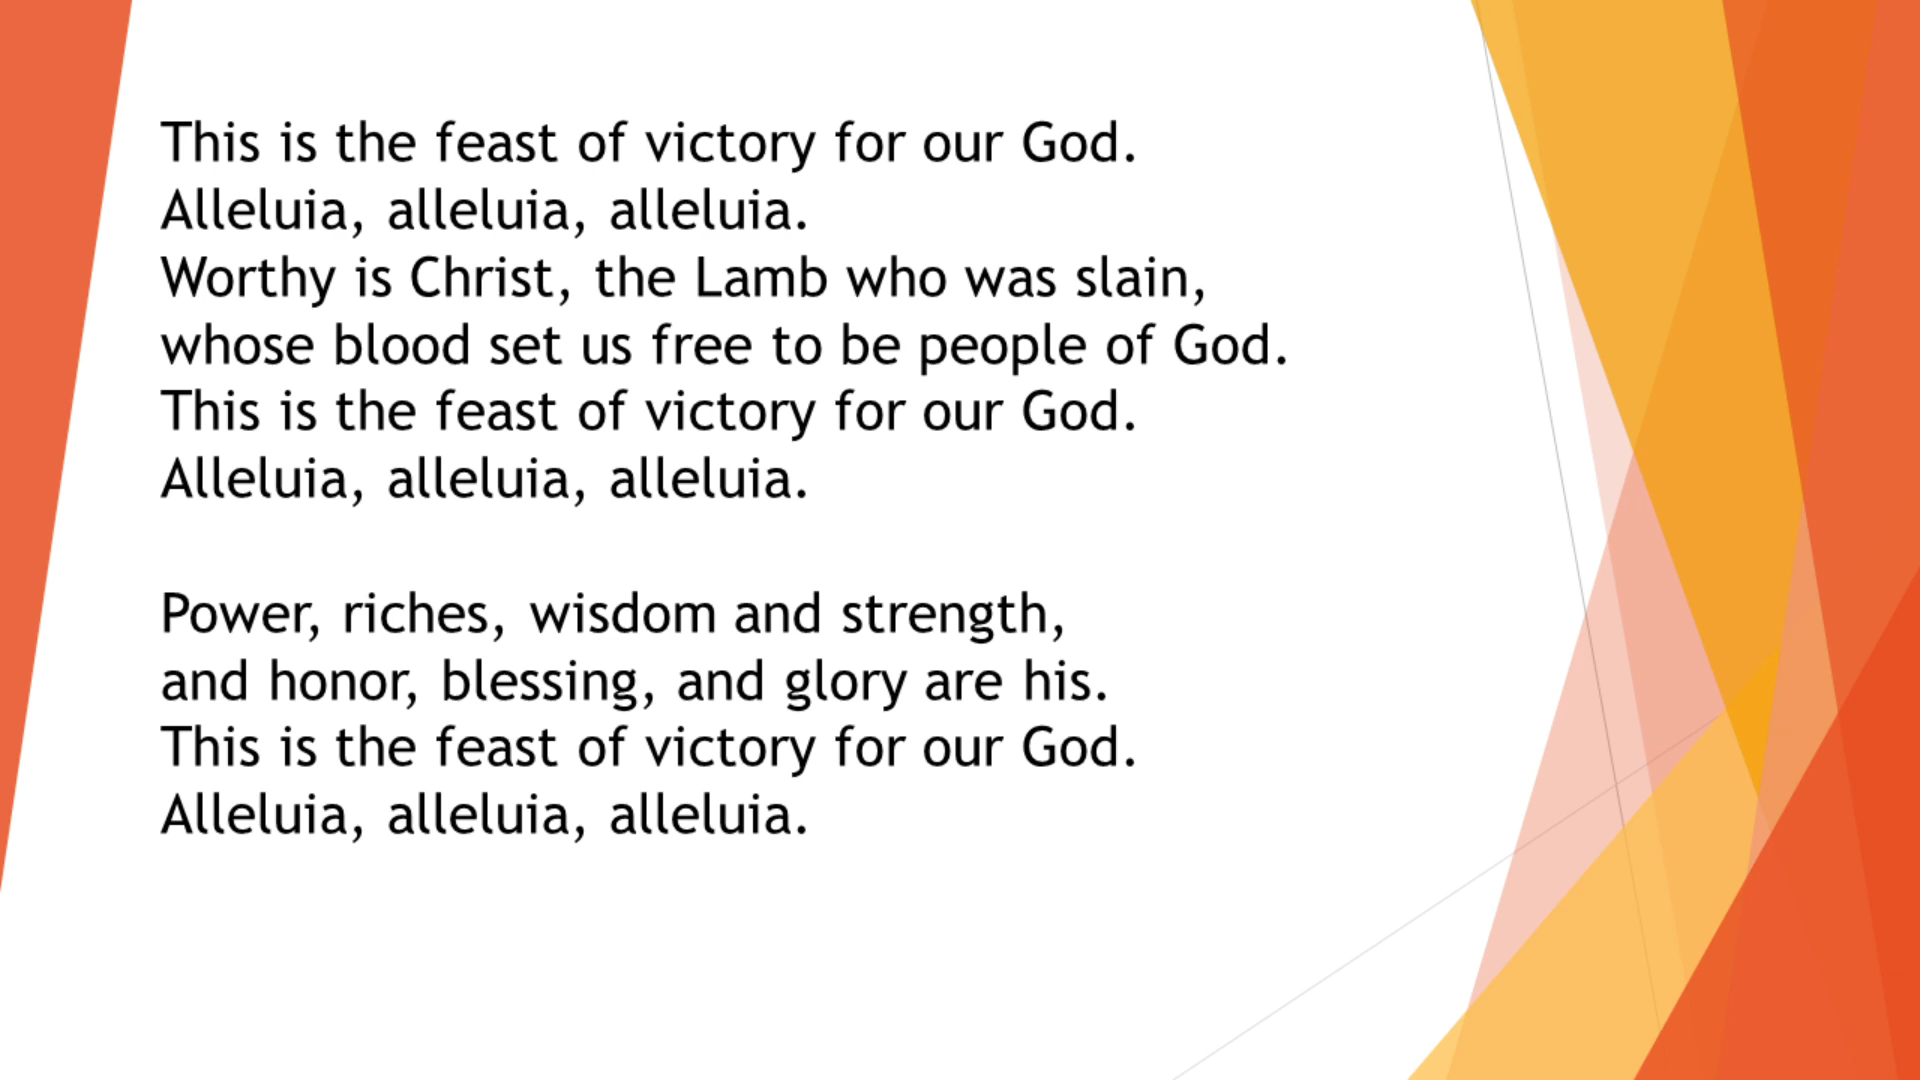 This is the feast of victory for our God.
Alleluia, alleluia, alleluia.
Worthy is Christ, the Lamb who was slain,
whose blood set us free to be people of God.
This is the feast of victory for our God.
Alleluia, alleluia, alleluia.
Power, riches, wisdom and strength,
and honor, blessing, and glory are his.
This is the feast of victory for our God.
Alleluia, alleluia, alleluia.